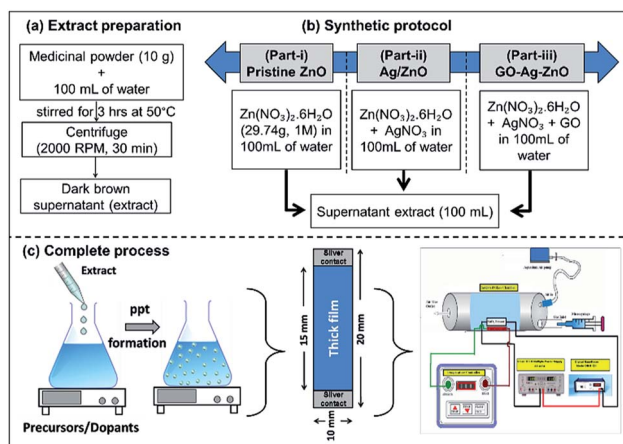 (a) Extract preparation
Medicinal powder (10 g)
+
100 mL of water
stirred for 3 hrs at 50°C
Centrifuge
(2000 RPM, 30 min)
Dark brown
supernatant (extract)
(b) Synthetic protocol
(Part-i)
Pristine ZnO
(Part-ii)
Ag/ZnO
(Part-iii)
GO-Ag-ZnO
Zn(NO3)2.6H2O
(29.74g, 1M) in
100mL of water
Zn(NO3)2.6H2O
+ AgNO3 in
100mL of water
Zn(NO3)2.6H2O
+ AgNO3 + GO
in 100mL of
water
Supernatant extract (100 mL)
(c) Complete process
Extract
ppt
formation
Precursors/Dopants
Silver
contact
Thick film
Silver
contact
15 mm
20 mm
10 mm